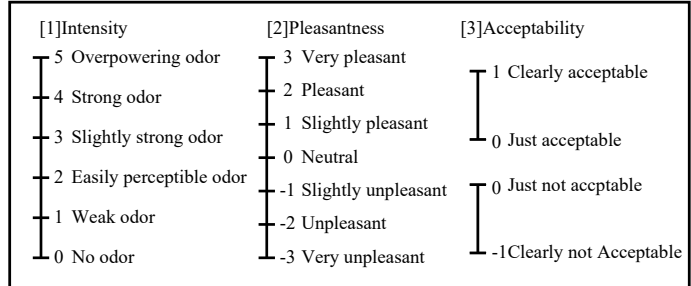 [1]Intensity
5 Overpowering odor
4 Strong odor
3 Slightly strong odor
2 Easily perceptible odor
1 Weak odor
0 No odor
[2]Pleasantness
3 Very pleasant
2 Pleasant
1 Slightly pleasant
0 Neutral
-1 Slightly unpleasant
-2 Unpleasant
-3 Very unpleasant
[3]Acceptability
1 Clearly acceptable
0 Just acceptable
0 Just not accptable
-1Clearly not Acceptable